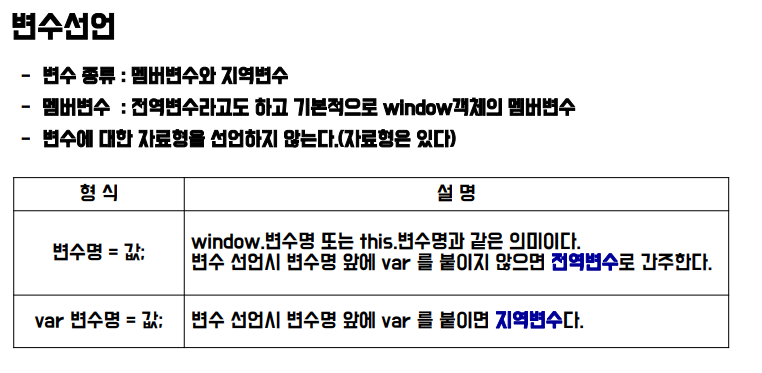 변수선언
- 변수 종류 : 멤버변수와 지역변수
- 멤버변수 : 전역변수라고도 하고 기본적으로 window객체의 멤버변수
- 변수에 대한 자료형을 선언하지 않는다.(자료형은 있다)
형 식 설 명
변수명 = 값;
window.변수명 또는 this.변수명과 같은 의미이다.
변수 선언시 변수명 앞에 var 를 붙이지 않으면 전역변수로 간주한다.
var 변수명 = 값; 변수 선언시 변수명 앞에 var 를 붙이면 지역변수다.